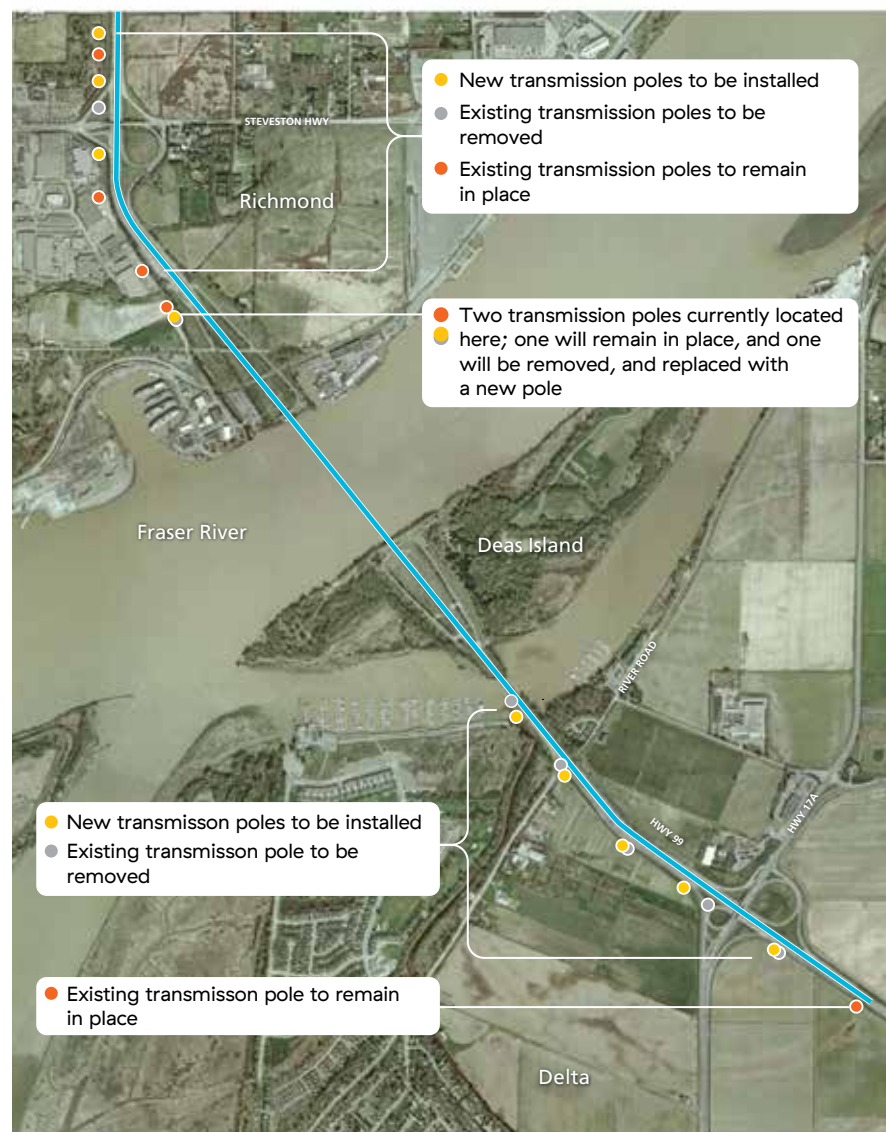 New transmission poles to be installed
Existing transmission poles to be
removed
Existing transmission poles to remain
in place
STEVESTON HWY
Richmond
Two transmission poles currently located
here; one will remain in place, and one
will be removed, and replaced with
a new pole
Fraser River
Deas Island
RIVER ROAD
HWY 17A
HWY 99
New transmisson poles to be installed
Existing transmisson pole to be
removed
Existing transmisson pole to remain
in place
Delta